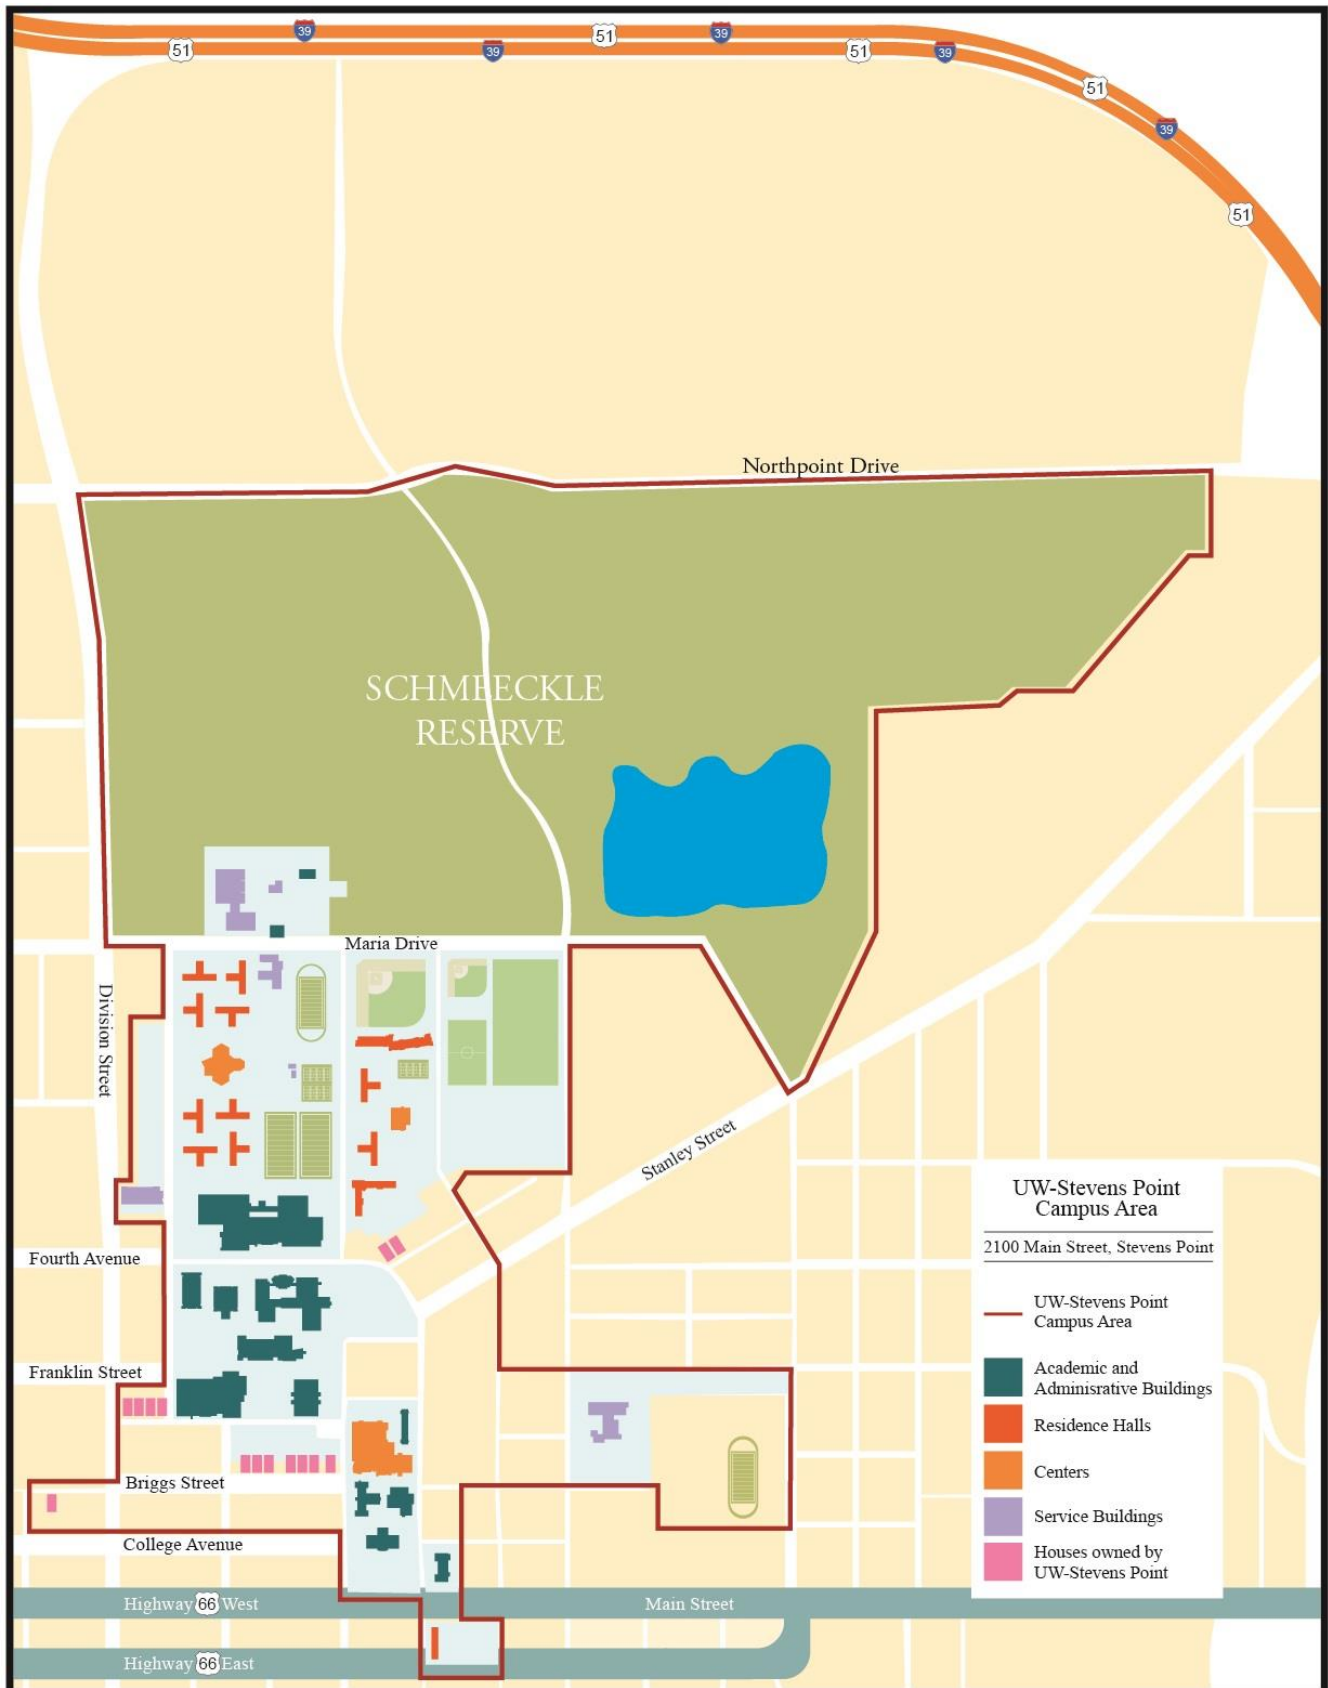 39
51
39
51
39
51
39
51
39
51
Northpoint Drive
SCHMEECKLE
RESERVE
Maria Drive
Division Street
Stanley Street
Fourth Avenue
Franklin Street
Briggs Street
College Avenue
Highway 66 West
Main Street
Highway 66 East
UW-Stevens Point
Campus Area
2100 Main Street, Stevens Point
UW-Stevens Point
Campus Area
Academic and
Adminisrative Buildings
Residence Halls
Centers
Service Buildings
Houses owned by
UW-Stevens Point